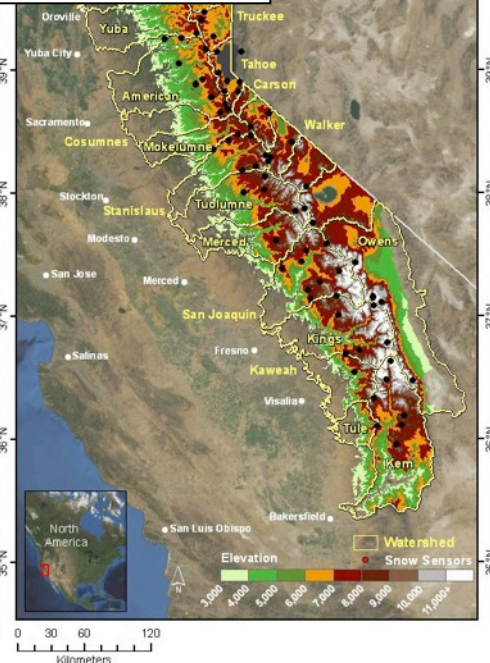 Oroville
Truckee
Yuba
Yuba City
Tahoe
39°N
Carson
American
Sacramento
Walker
Cosumnes
Mokelumne
38°N
Stockton
Tuolumne
Stanislaus
Modesto
Merced
Owens
San Jose
Merced
37°N
San Joaquin
Kings
Salinas
Fresno
Kaweah
Visalia
36°N
Tule
Kern
North
America
Bakersfield
San Luis Obispo
Watershed
35°N
Elevation
Snow Sensors
N
3,000
4,000
5,000
6,000
7,000
8,000
9,000
10,000
11,000+
0 30 60 120
Kilometers